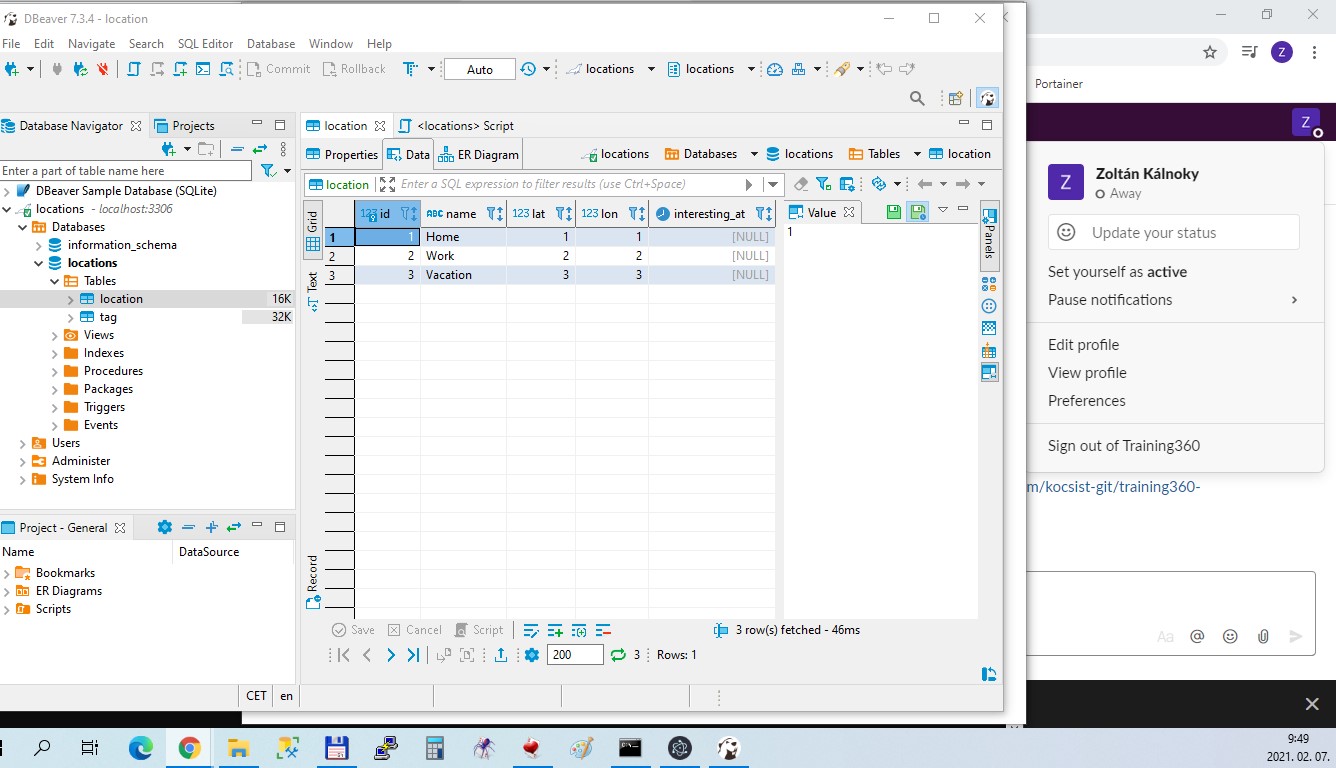 DBeaver 7.3.4 - location
File Edit Navigate Search SQL Editor Database Window Help
Commit Rollback Auto locations locations
Database Navigator Projects
Enter a part of table name here
DBeaver Sample Database (SQLite)
locations - localhost:3306
Databases
information_schema
locations
Tables
location 16K
tag 32K
Views
Indexes
Procedures
Packages
Triggers
Events
Users
Administer
System Info
Project - General
Name DataSource
Bookmarks
ER Diagrams
Scripts
location <locations> Script
Properties Data ER Diagram locations Databases locations Tables location
location Enter a SQL expression to filter results (use Ctrl+Space)
Grid
Text
Record
123 id ABC name 123 lat 123 lon interesting_at
1 1 Home 1 1 [NULL]
2 2 Work 2 2 [NULL]
3 3 Vacation 3 3 [NULL]
Value
1
Panels
Save Cancel Script 3 row(s) fetched - 46ms
200 3 Rows: 1
CET en
Z
Portainer
Z
Z
Zoltán Kálnoky
Away
Update your status
Set yourself as active
Pause notifications
Edit profile
View profile
Preferences
Sign out of Training360
m/kocsist-git/training360-
Aa @
9:49
2021. 02. 07.